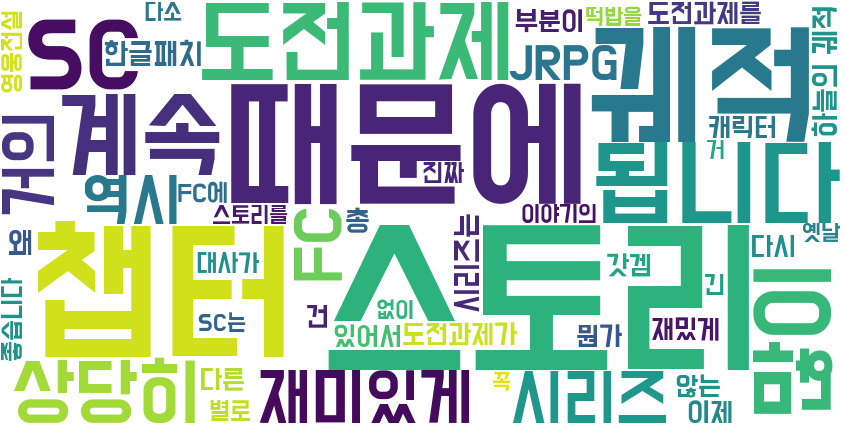 영웅전설
다소
SC
한글패치
도전과제
부분이
떡밥을
도전과제를
JRPG
궤적
하늘의 궤적
거의
계속
때문에
캐릭터
거
진짜
됩니다
역사
FC에
스토리를
이야기의
왜
FC
층
시리즈는
옛날
다시
챕터
대사가
스토리
갓겜
긴
많이
좋습니다
SC는
건
없이
있어서
도전과제가
뭔가
재밌게
상당히
다른
별로
재미있게
꼭
시리즈
않는
이제